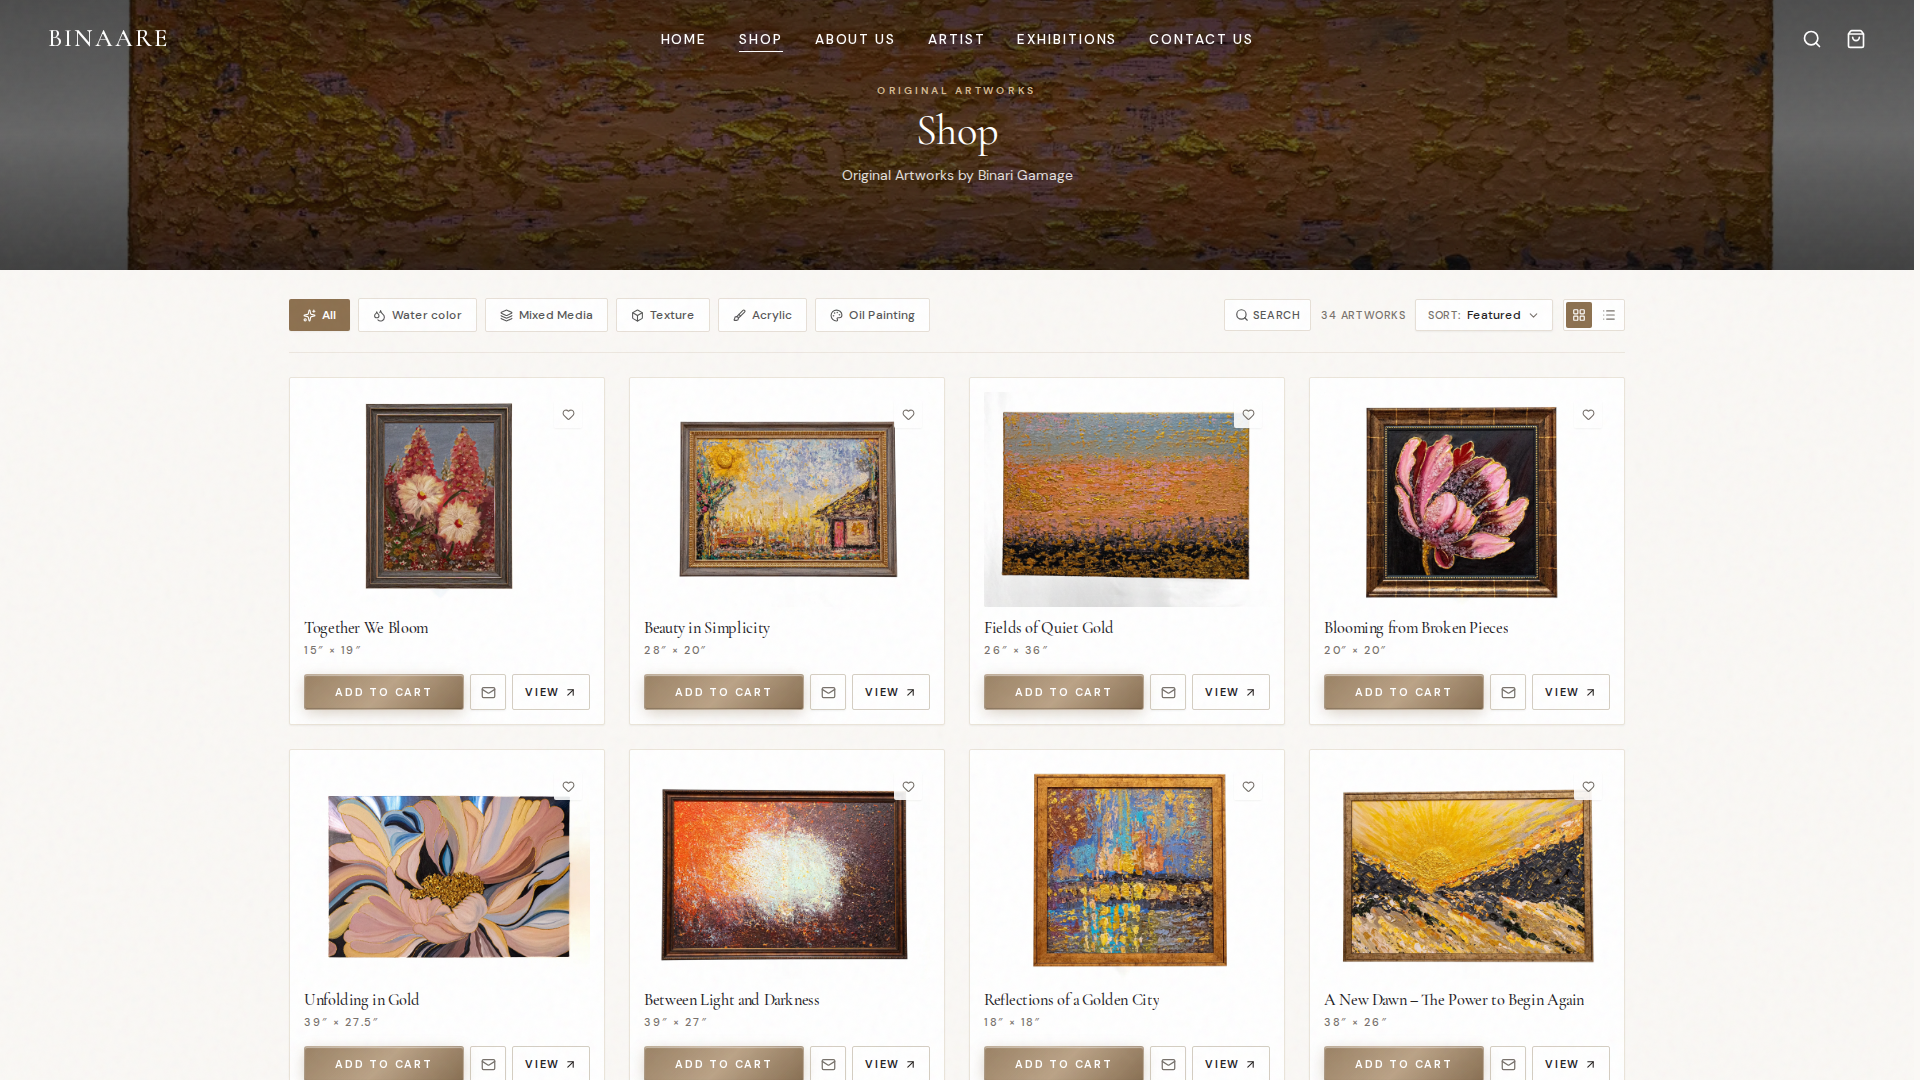 BINAARE
HOME SHOP ABOUT US ARTIST EXHIBITIONS CONTACT US
ORIGINAL ARTWORKS
Shop
Original Artworks by Binari Gamage
All Water color Mixed Media Texture Acrylic Oil Painting SEARCH 34 ARTWORKS SORT: Featured
Together We Bloom
15″ × 19″
ADD TO CART VIEW
Beauty in Simplicity
28″ × 20″
ADD TO CART VIEW
Fields of Quiet Gold
26″ × 36″
ADD TO CART VIEW
Blooming from Broken Pieces
20″ × 20″
ADD TO CART VIEW
Unfolding in Gold
39″ × 27.5″
ADD TO CART VIEW
Between Light and Darkness
39″ × 27″
ADD TO CART VIEW
Reflections of a Golden City
18″ × 18″
ADD TO CART VIEW
A New Dawn – The Power to Begin Again
38″ × 26″
ADD TO CART VIEW